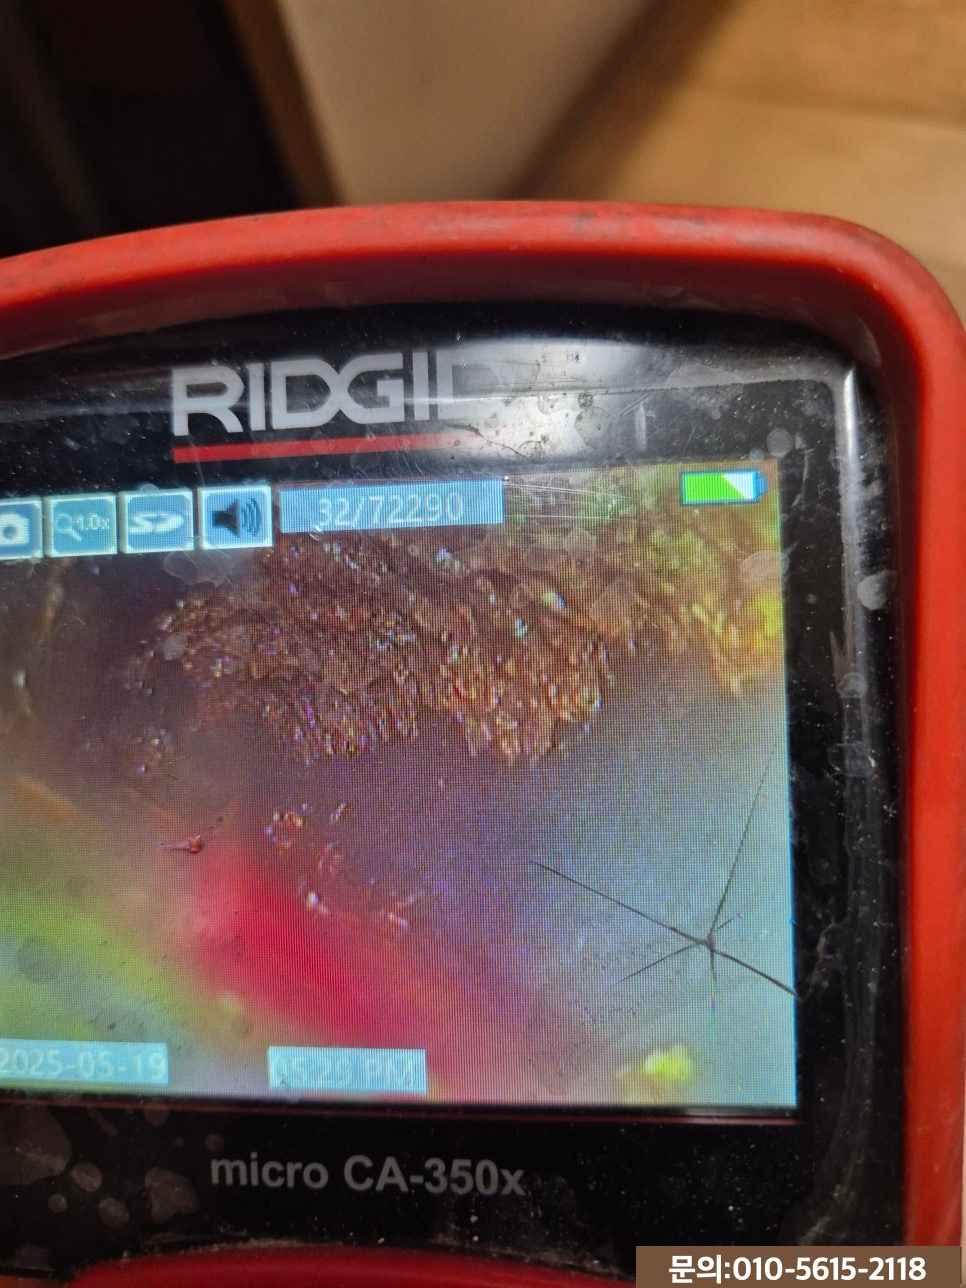 RIDGID
1.0x
SD
32/72290
2025-05-19
05:29 PM
micro CA-350x
문의:010-5615-2118